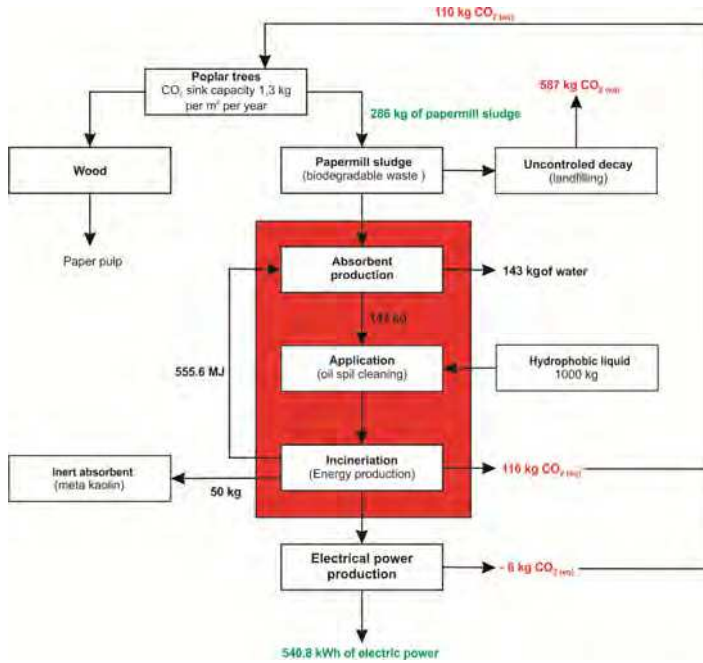 110 kg CO2 (eq)
Poplar trees
CO2 sink capacity 1,3 kg
per m² per year
587 kg CO2 (eq)
286 kg of papermill sludge
Wood
Papermill sludge
(biodegradable waste )
Uncontroled decay
(landfilling)
Paper pulp
Absorbent
production
143 kgof water
kg
Application
(oil spil cleaning)
Hydrophobic liquid
1000 kg
555.6 MJ
Incineriation
(Energy production)
116 kg CO2 (eq)
Inert absorbent
(meta kaolin)
50 kg
Electrical power
production
- 6 kg CO2 (eq)
540.8 kWh of electric power